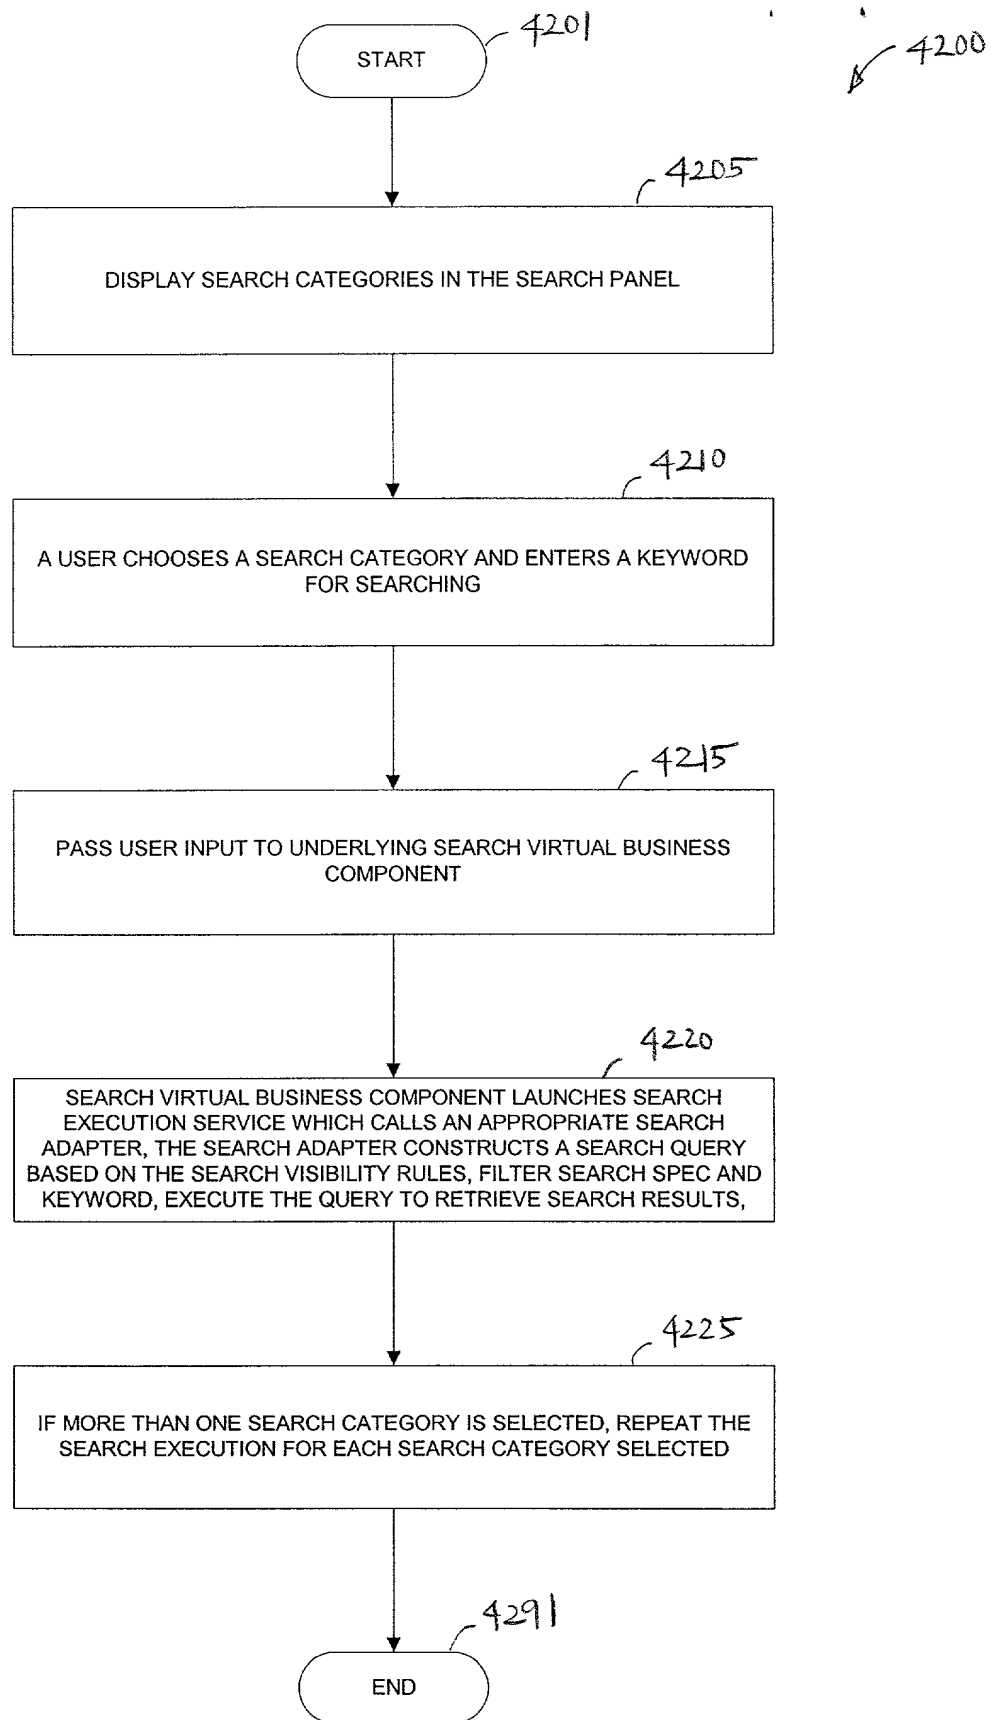 4201
START
4200
4205
DISPLAY SEARCH CATEGORIES IN THE SEARCH PANEL
4210
A USER CHOOSES A SEARCH CATEGORY AND ENTERS A KEYWORD
FOR SEARCHING
4215
PASS USER INPUT TO UNDERLYING SEARCH VIRTUAL BUSINESS
COMPONENT
4220
SEARCH VIRTUAL BUSINESS COMPONENT LAUNCHES SEARCH
EXECUTION SERVICE WHICH CALLS AN APPROPRIATE SEARCH
ADAPTER, THE SEARCH ADAPTER CONSTRUCTS A SEARCH QUERY
BASED ON THE SEARCH VISIBILITY RULES, FILTER SEARCH SPEC AND
KEYWORD, EXECUTE THE QUERY TO RETRIEVE SEARCH RESULTS,
4225
IF MORE THAN ONE SEARCH CATEGORY IS SELECTED, REPEAT THE
SEARCH EXECUTION FOR EACH SEARCH CATEGORY SELECTED
4291
END